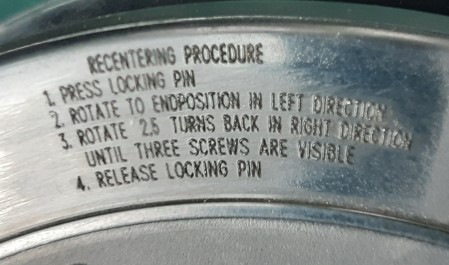 RECENTERING PROCEDURE
1. PRESS LOCKING PIN
2. ROTATE TO ENDPOSITION IN LEFT DIRECTION
3. ROTATE 2,5 TURNS BACK IN RIGHT DIRECTION
UNTIL THREE SCREWS ARE VISIBLE
4. RELEASE LOCKING PIN